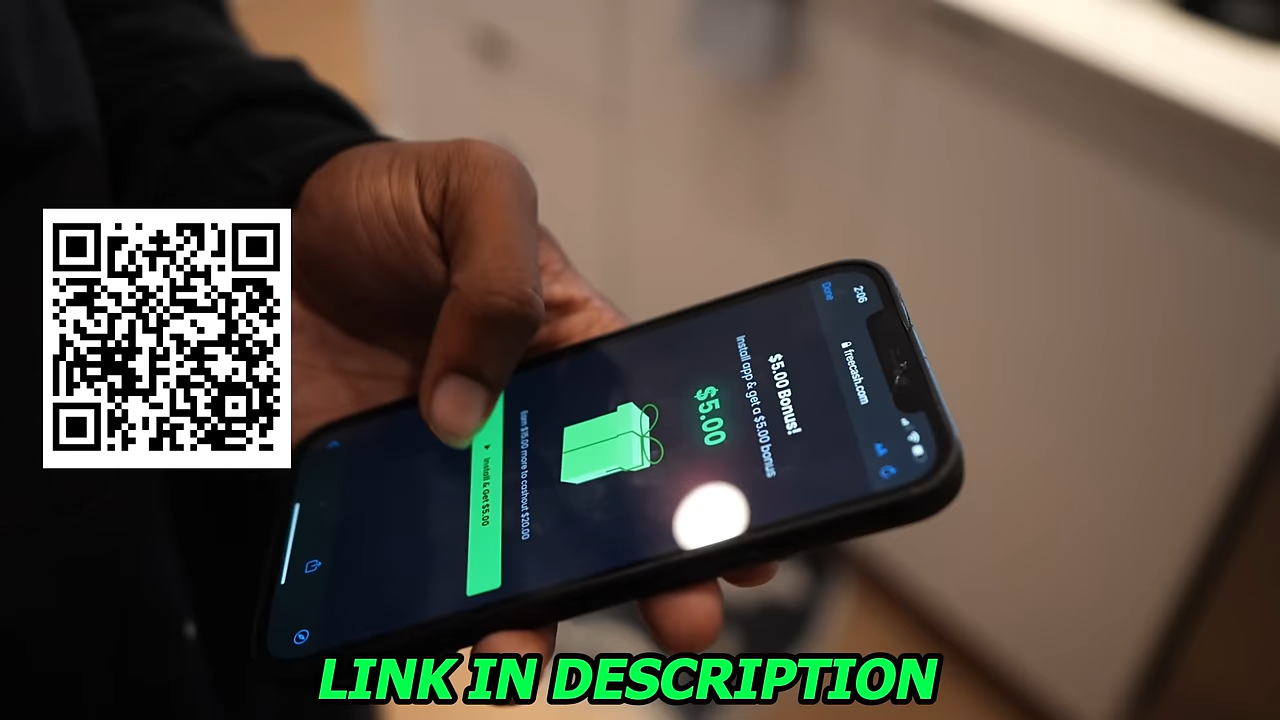 2:06
Done
freecash.com
$5.00 Bonus!
Install app & get a $5.00 bonus
$5.00
Earn $15.00 more to cashout $20.00
Install & Get $5.00
LINK IN DESCRIPTION